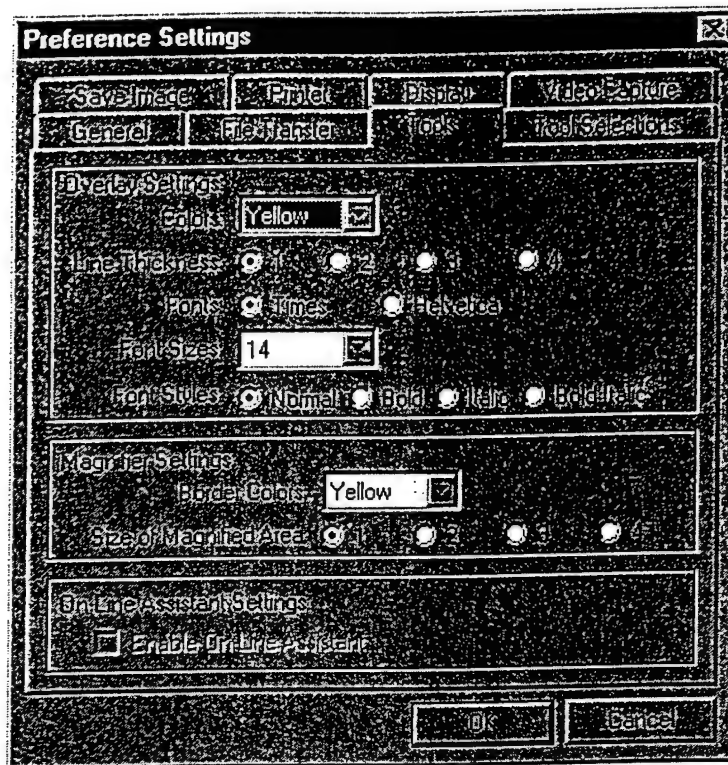 Preference Settings
Save Image Printer Display Video Capture
General File Transfer Tools Tool Selections
Overlay Settings
Colors: Yellow
Line Thickness: 1 2 3 4
Fonts: Times Helvetica
Font Sizes: 14
Font Styles: Normal Bold Italic Bold-Italic
Magnifier Settings
Border Colors: Yellow
Size of Magnified Area: 1 2 3 4
On-Line Assistant Settings
Enable On-Line Assistant
OK Cancel